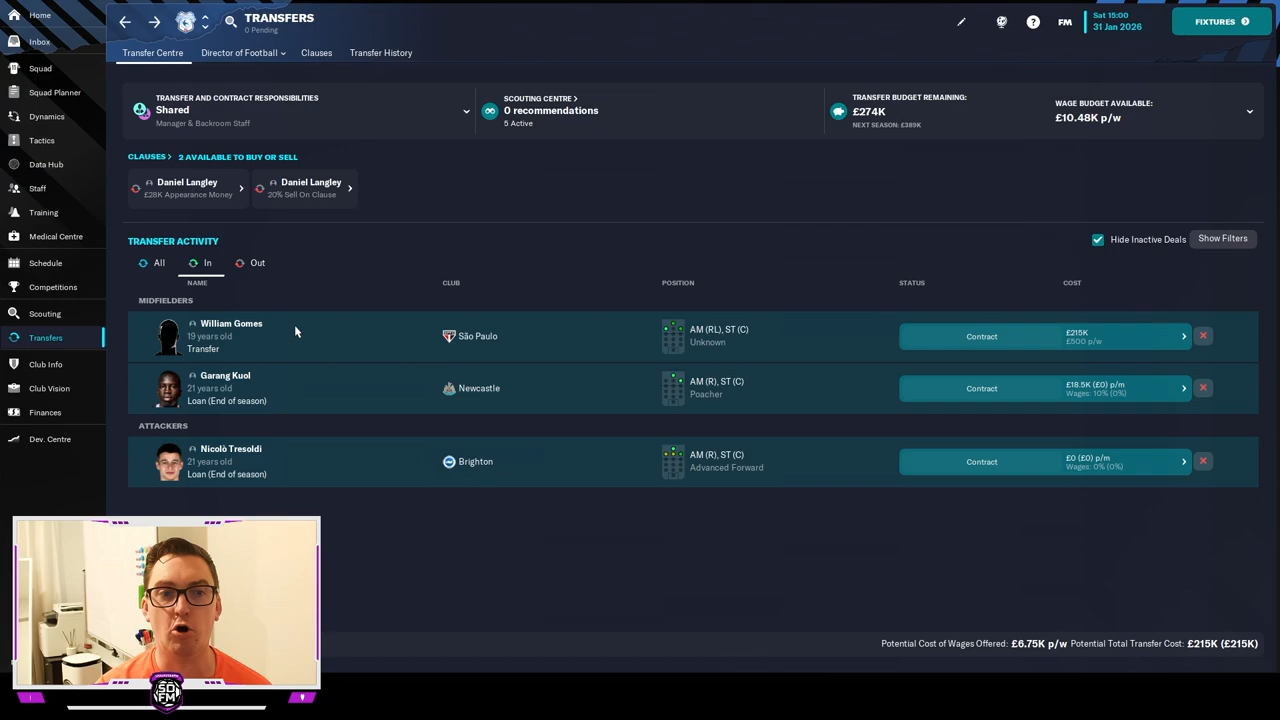 Home
Inbox
Squad
Squad Planner
Dynamics
Tactics
Data Hub
Staff
Training
Medical Centre
Schedule
Competitions
Scouting
Transfers
Club Info
Club Vision
Finances
Dev. Centre
TRANSFERS
0 Pending
? FM
Sat 15:00
31 Jan 2026
FIXTURES
Transfer Centre Director of Football Clauses Transfer History
TRANSFER AND CONTRACT RESPONSIBILITIES
Shared
Manager & Backroom Staff
SCOUTING CENTRE >
0 recommendations
5 Active
TRANSFER BUDGET REMAINING:
£274K
NEXT SEASON: £389K
WAGE BUDGET AVAILABLE:
£10.48K p/w
CLAUSES > 2 AVAILABLE TO BUY OR SELL
Daniel Langley
£28K Appearance Money
Daniel Langley
20% Sell On Clause
TRANSFER ACTIVITY
Hide Inactive Deals Show Filters
All In Out
NAME CLUB POSITION STATUS COST
MIDFIELDERS
William Gomes
19 years old
Transfer
São Paulo
AM (RL), ST (C)
Unknown
Contract
£215K
£500 p/w
Garang Kuol
21 years old
Loan (End of season)
Newcastle
AM (R), ST (C)
Poacher
Contract
£18.5K (£0) p/m
Wages: 10% (0%)
ATTACKERS
Nicolò Tresoldi
21 years old
Loan (End of season)
Brighton
AM (R), ST (C)
Advanced Forward
Contract
£0 (£0) p/m
Wages: 0% (0%)
Potential Cost of Wages Offered: £6.75K p/w Potential Total Transfer Cost: £215K (£215K)
SD
FM